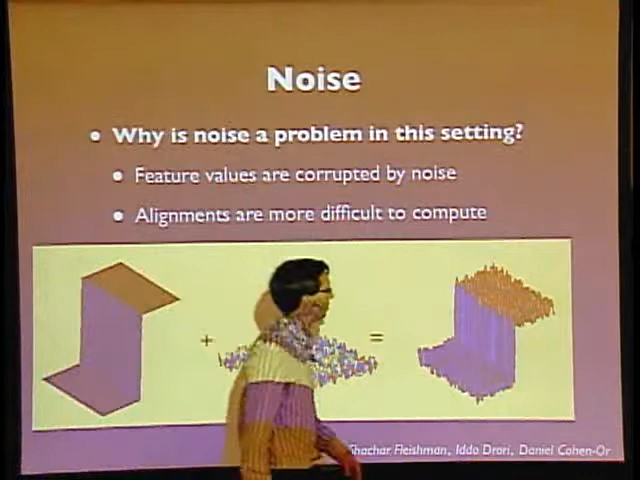 Noise
• Why is noise a problem in this setting?
• Feature values are corrupted by noise
• Alignments are more difficult to compute
+ =
Shachar Fleishman, Iddo Drori, Daniel Cohen-Or